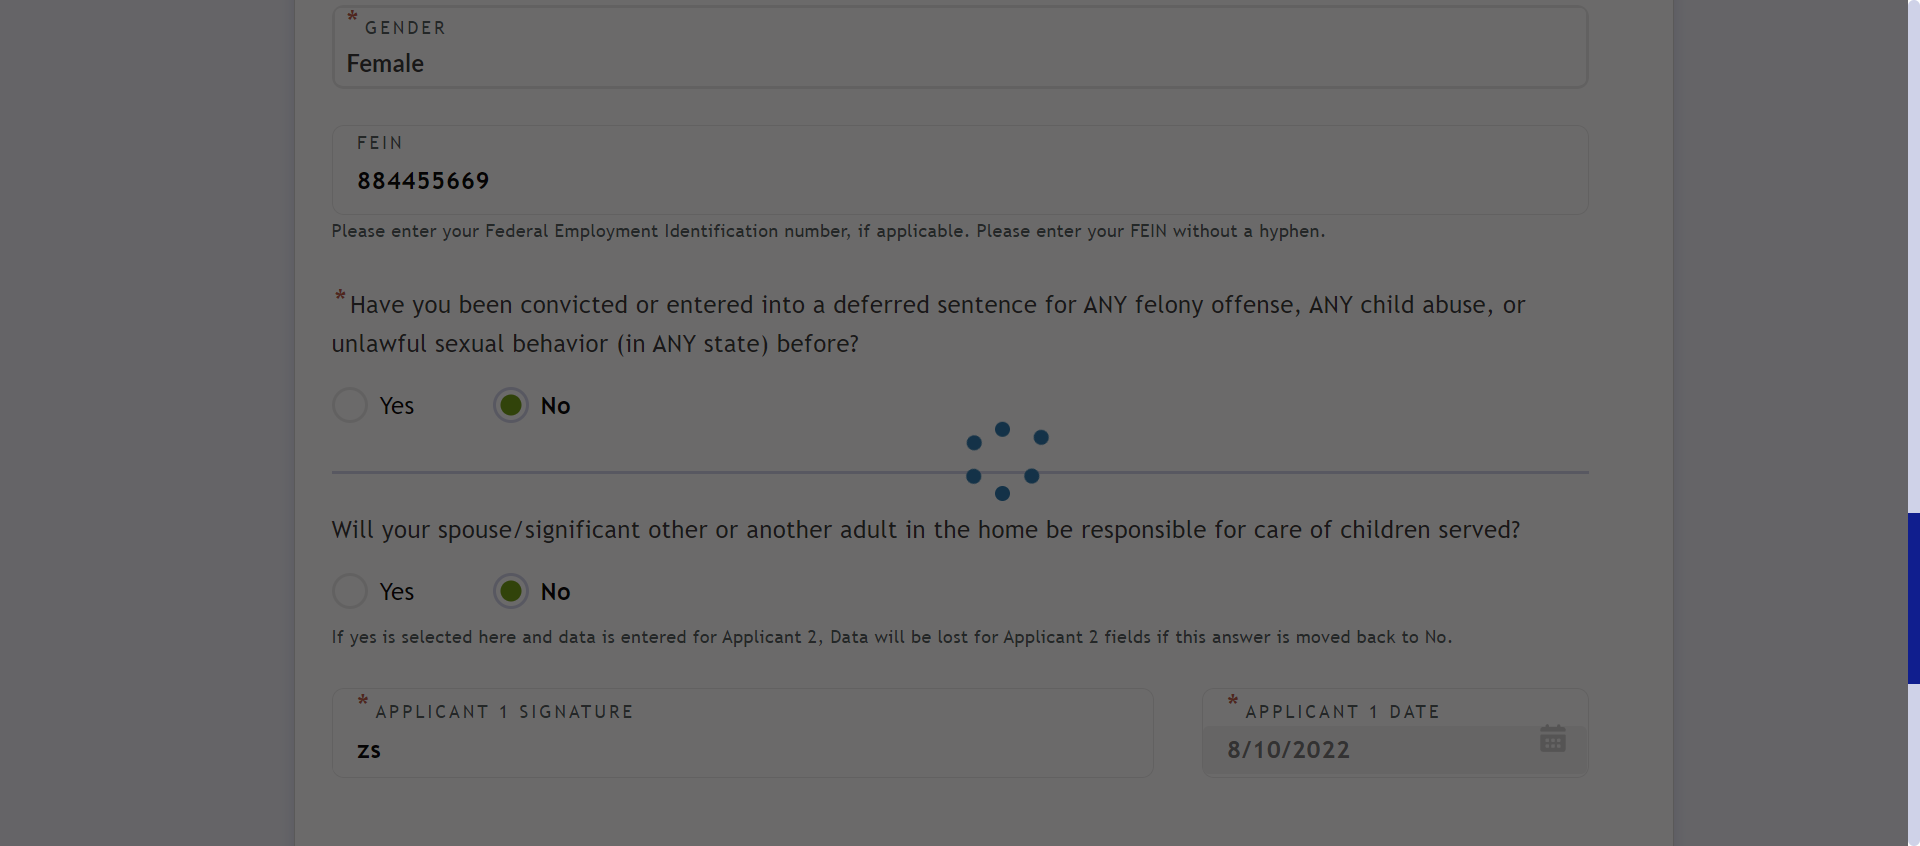 * GENDER
Female
FEIN
884455669
Please enter your Federal Employment Identification number, if applicable. Please enter your FEIN without a hyphen.
* Have you been convicted or entered into a deferred sentence for ANY felony offense, ANY child abuse, or
unlawful sexual behavior (in ANY state) before?
Yes No
Will your spouse/significant other or another adult in the home be responsible for care of children served?
Yes No
If yes is selected here and data is entered for Applicant 2, Data will be lost for Applicant 2 fields if this answer is moved back to No.
* APPLICANT 1 SIGNATURE * APPLICANT 1 DATE
zs 8/10/2022